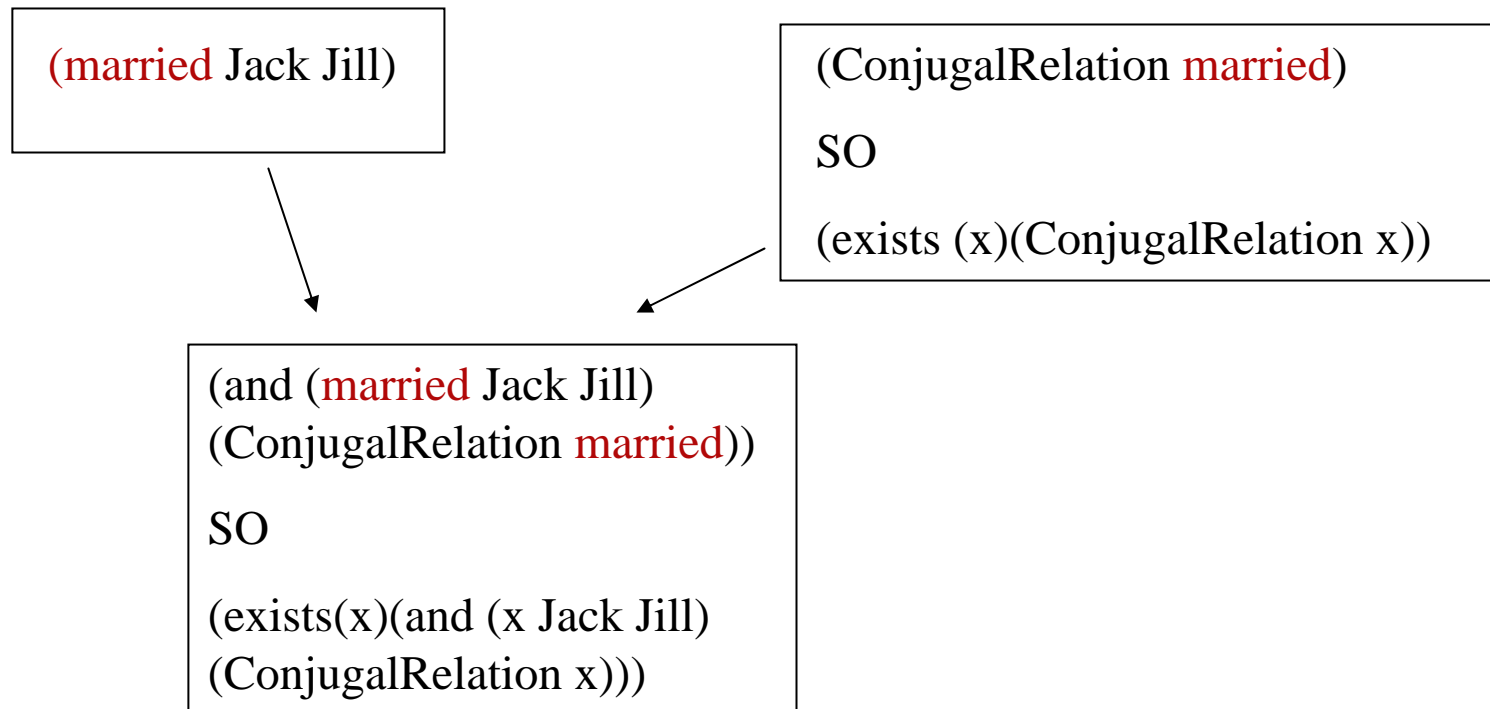 (married Jack Jill)
(ConjugalRelation married)
SO
(exists (x)(ConjugalRelation x))
(and (married Jack Jill)
(ConjugalRelation married))
SO
(exists(x)(and (x Jack Jill)
(ConjugalRelation x)))